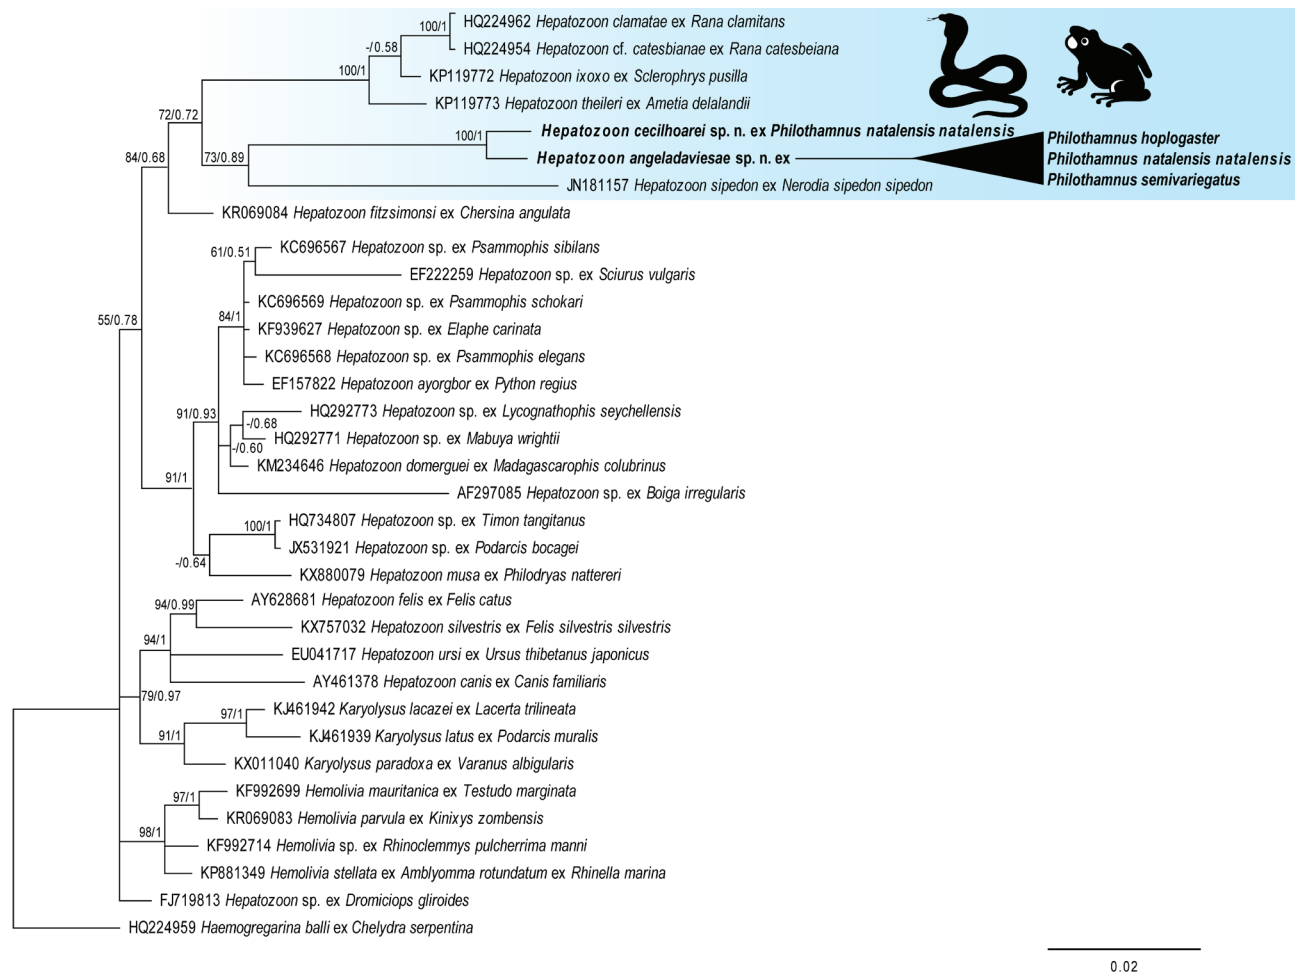 HQ224962 Hepatozoon clamatae ex Rana clamitans
100/1
HQ224954 Hepatozoon cf. catesbianae ex Rana catesbeiana
-/0.58
100/1
KP119772 Hepatozoon ixoxo ex Sclerophrys pusilla
KP119773 Hepatozoon theileri ex Ametia delalandii
72/0.72
Hepatozoon cecilhoarei sp. n. ex Philothamnus natalensis natalensis
100/1
Philothamnus hoplogaster
84/0.68
73/0.89
Hepatozoon angeladaviesae sp. n. ex
Philothamnus natalensis natalensis
Philothamnus semivariegatus
JN181157 Hepatozoon sipedon ex Nerodia sipedon sipedon
KR069084 Hepatozoon fitzsimonsi ex Chersina angulata
KC696567 Hepatozoon sp. ex Psammophis sibilans
61/0.51
EF222259 Hepatozoon sp. ex Sciurus vulgaris
KC696569 Hepatozoon sp. ex Psammophis schokari
84/1
55/0.78
KF939627 Hepatozoon sp. ex Elaphe carinata
KC696568 Hepatozoon sp. ex Psammophis elegans
EF157822 Hepatozoon ayorgbor ex Python regius
91/0.93
HQ292773 Hepatozoon sp. ex Lycognathophis seychellensis
-/0.68
HQ292771 Hepatozoon sp. ex Mabuya wrightii
-/0.60
KM234646 Hepatozoon domerguei ex Madagascarophis colubrinus
91/1
AF297085 Hepatozoon sp. ex Boiga irregularis
HQ734807 Hepatozoon sp. ex Timon tangitanus
100/1
JX531921 Hepatozoon sp. ex Podarcis bocagei
-/0.64
KX880079 Hepatozoon musa ex Philodryas nattereri
AY628681 Hepatozoon felis ex Felis catus
94/0.99
KX757032 Hepatozoon silvestris ex Felis silvestris silvestris
94/1
EU041717 Hepatozoon ursi ex Ursus thibetanus japonicus
AY461378 Hepatozoon canis ex Canis familiaris
79/0.97
KJ461942 Karyolysus lacazei ex Lacerta trilineata
97/1
KJ461939 Karyolysus latus ex Podarcis muralis
91/1
KX011040 Karyolysus paradoxa ex Varanus albigularis
KF992699 Hemolivia mauritanica ex Testudo marginata
97/1
KR069083 Hemolivia parvula ex Kinixys zombensis
98/1
KF992714 Hemolivia sp. ex Rhinoclemmys pulcherrima manni
KP881349 Hemolivia stellata ex Amblyomma rotundatum ex Rhinella marina
FJ719813 Hepatozoon sp. ex Dromiciops gliroides
HQ224959 Haemogregarina balli ex Chelydra serpentina
0.02